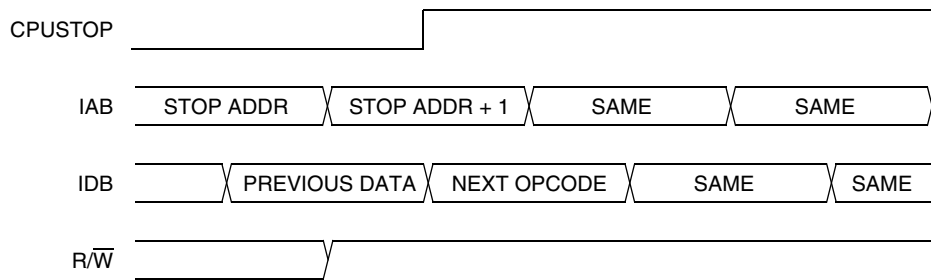 CPUSTOP
IAB STOP ADDR STOP ADDR + 1 SAME SAME
IDB PREVIOUS DATA NEXT OPCODE SAME SAME
R/W̅